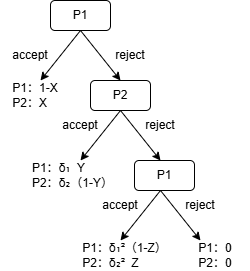 P1
accept
reject
P1: 1-X
P2: X
P2
accept
reject
P1: δ₁ Y
P2: δ₂ (1-Y)
P1
accept
reject
P1: δ₁² (1-Z)
P2: δ₂² Z
P1: 0
P2: 0